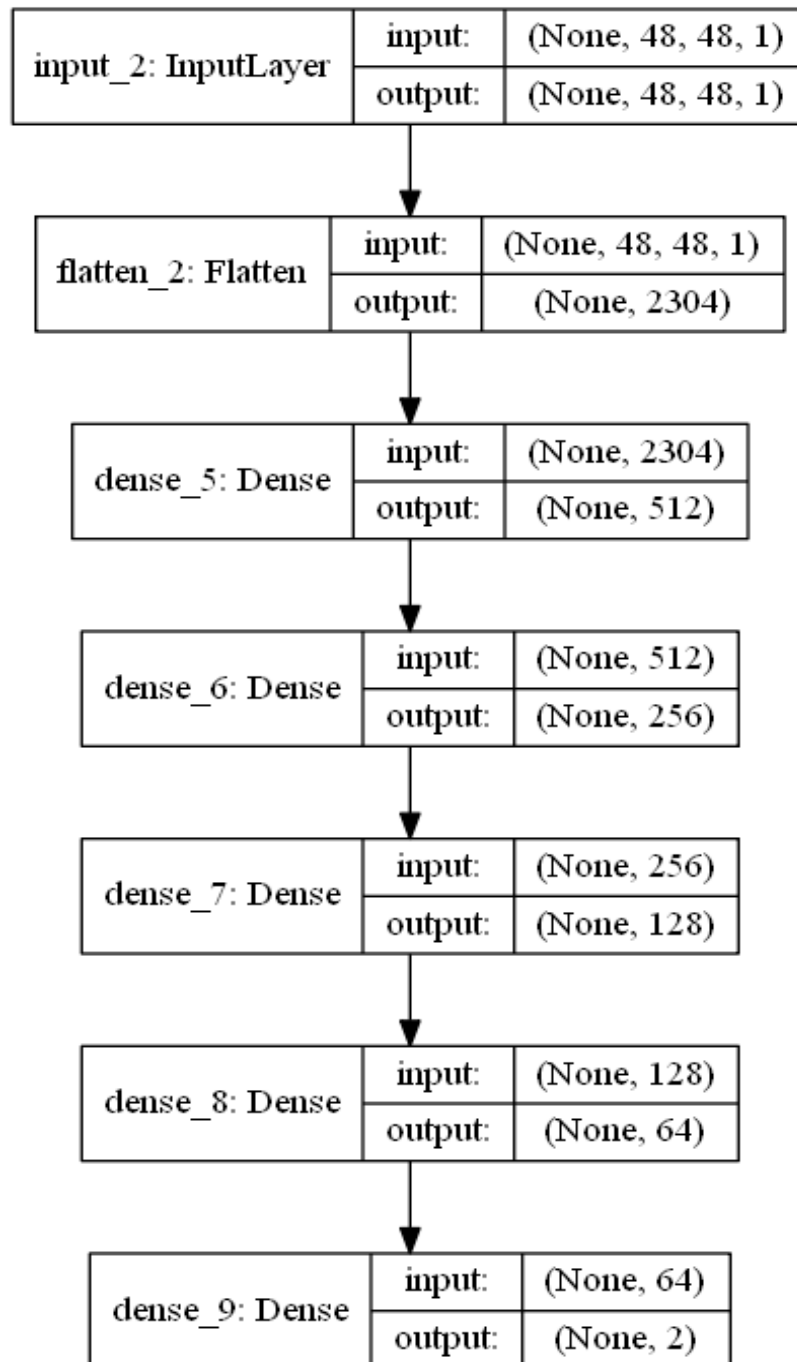 input_2: InputLayer
input: (None, 48, 48, 1)
output: (None, 48, 48, 1)
flatten_2: Flatten
input: (None, 48, 48, 1)
output: (None, 2304)
dense_5: Dense
input: (None, 2304)
output: (None, 512)
dense_6: Dense
input: (None, 512)
output: (None, 256)
dense_7: Dense
input: (None, 256)
output: (None, 128)
dense_8: Dense
input: (None, 128)
output: (None, 64)
dense_9: Dense
input: (None, 64)
output: (None, 2)